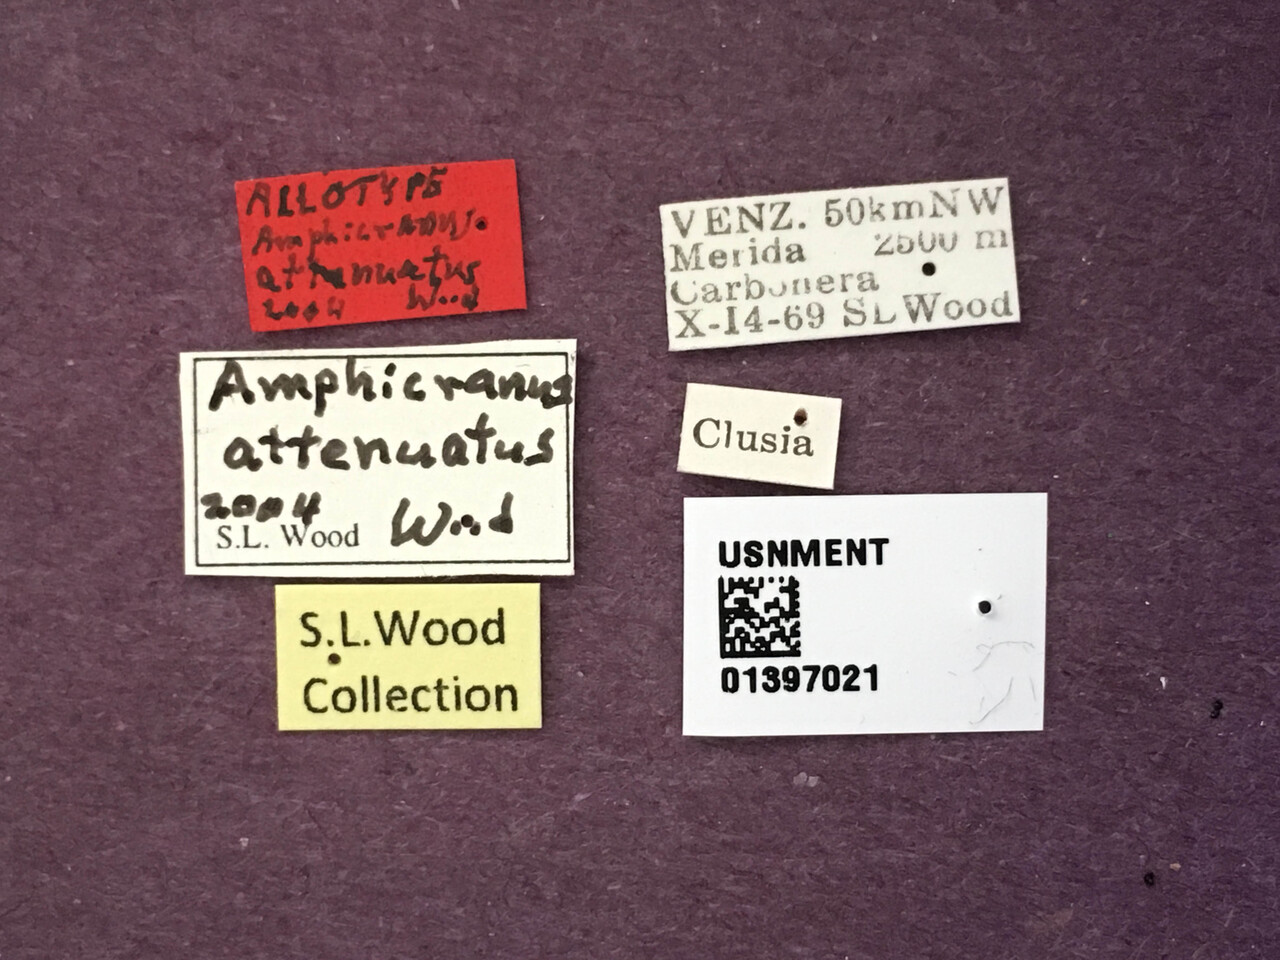 ALLOTYPE
Amphicranus
attenuatus
2004 Wood
Amphicranus
attenuatus
2004 Wood
S.L. Wood
S.L.Wood
Collection
VENZ. 50kmNW
Merida 2500 m
Carbonera
X-14-69 SLWood
Clusia
USNMENT
01397021